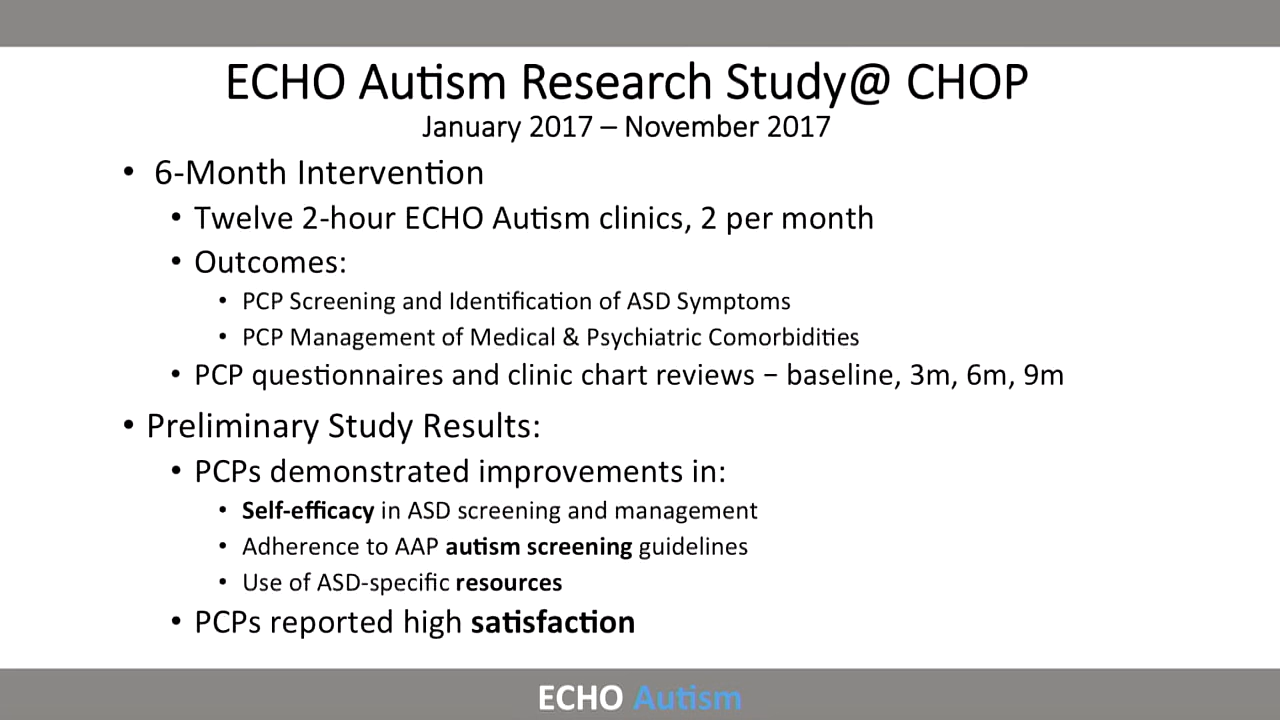 ECHO Autism Research Study@ CHOP
January 2017 – November 2017
• 6-Month Intervention
• Twelve 2-hour ECHO Autism clinics, 2 per month
• Outcomes:
• PCP Screening and Identification of ASD Symptoms
• PCP Management of Medical & Psychiatric Comorbidities
• PCP questionnaires and clinic chart reviews – baseline, 3m, 6m, 9m
• Preliminary Study Results:
• PCPs demonstrated improvements in:
• Self-efficacy in ASD screening and management
• Adherence to AAP autism screening guidelines
• Use of ASD-specific resources
• PCPs reported high satisfaction
ECHO Autism